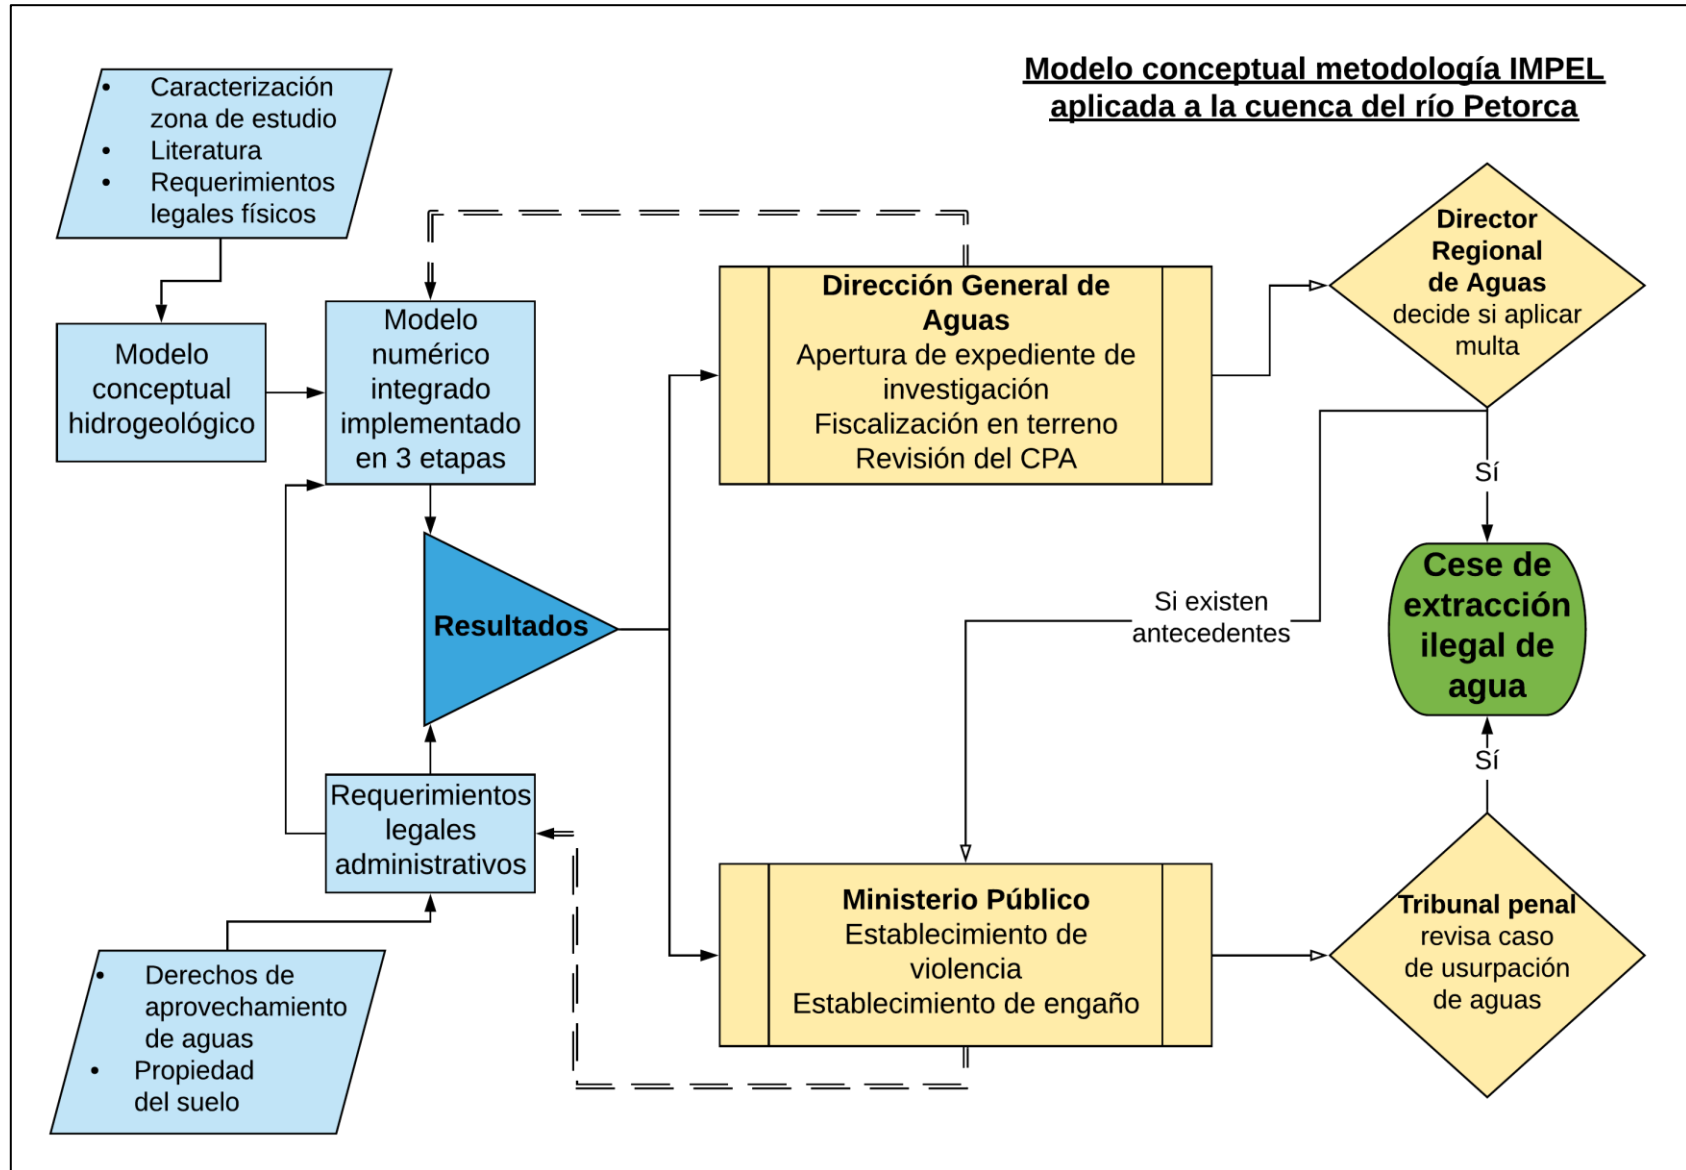 Modelo conceptual metodología IMPEL
aplicada a la cuenca del río Petorca
• Caracterización
zona de estudio
• Literatura
• Requerimientos
legales físicos
Modelo
conceptual
hidrogeológico
Modelo
numérico
integrado
implementado
en 3 etapas
Resultados
Requerimientos
legales
administrativos
• Derechos de
aprovechamiento
de aguas
• Propiedad
del suelo
Dirección General de
Aguas
Apertura de expediente de
investigación
Fiscalización en terreno
Revisión del CPA
Director
Regional
de Aguas
decide si aplicar
multa
Sí
Si existen
antecedentes
Cese de
extracción
ilegal de
agua
Sí
Ministerio Público
Establecimiento de
violencia
Establecimiento de engaño
Tribunal penal
revisa caso
de usurpación
de aguas